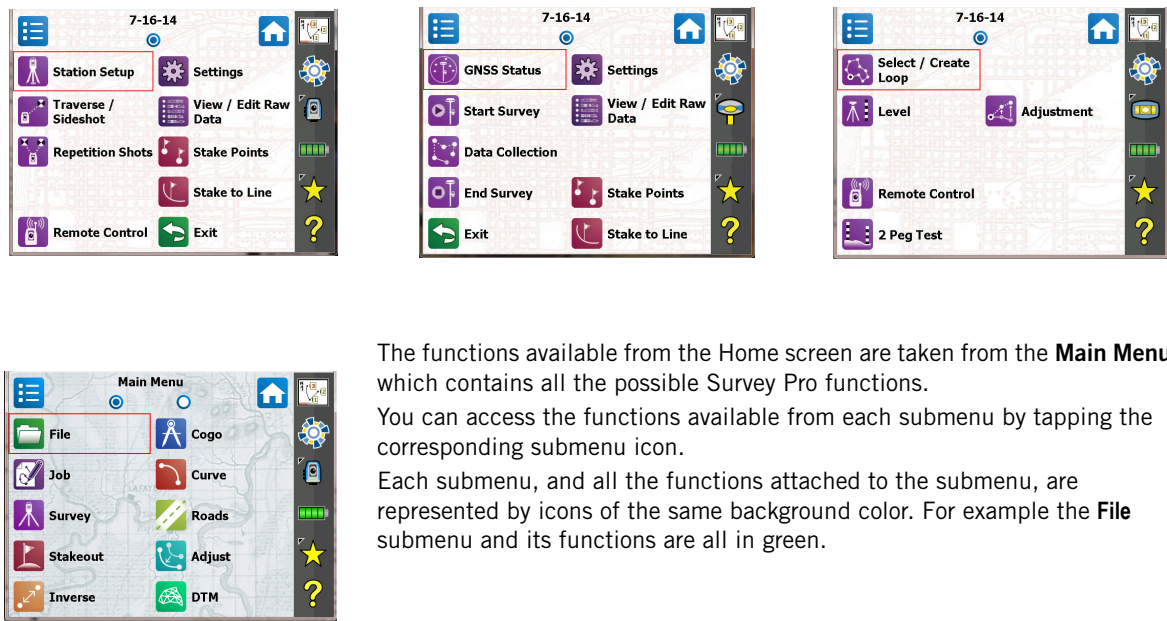 7-16-14
Station Setup
Settings
Traverse /
Sideshot
View / Edit Raw
Data
Repetition Shots
Stake Points
Stake to Line
Remote Control
Exit
?
7-16-14
GNSS Status
Settings
Start Survey
View / Edit Raw
Data
Data Collection
End Survey
Stake Points
Exit
Stake to Line
?
7-16-14
Select / Create
Loop
Level
Adjustment
Remote Control
2 Peg Test
?
Main Menu
File
Cogo
Job
Curve
Survey
Roads
Stakeout
Adjust
Inverse
DTM
?
The functions available from the Home screen are taken from the Main Menu
which contains all the possible Survey Pro functions.
You can access the functions available from each submenu by tapping the
corresponding submenu icon.
Each submenu, and all the functions attached to the submenu, are
represented by icons of the same background color. For example the File
submenu and its functions are all in green.